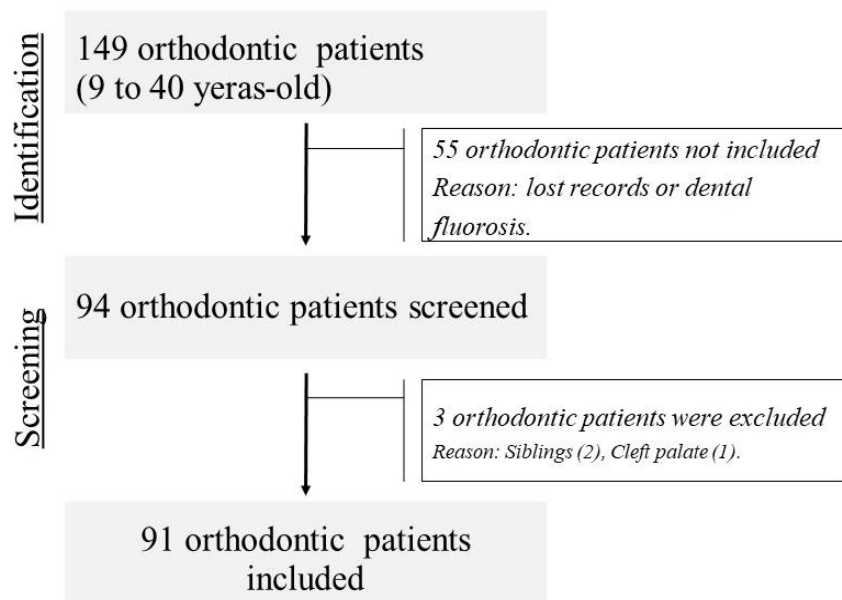 Identification
149 orthodontic patients
(9 to 40 yeras-old)
55 orthodontic patients not included
Reason: lost records or dental
fluorosis.
Screening
94 orthodontic patients screened
3 orthodontic patients were excluded
Reason: Siblings (2), Cleft palate (1).
91 orthodontic patients
included